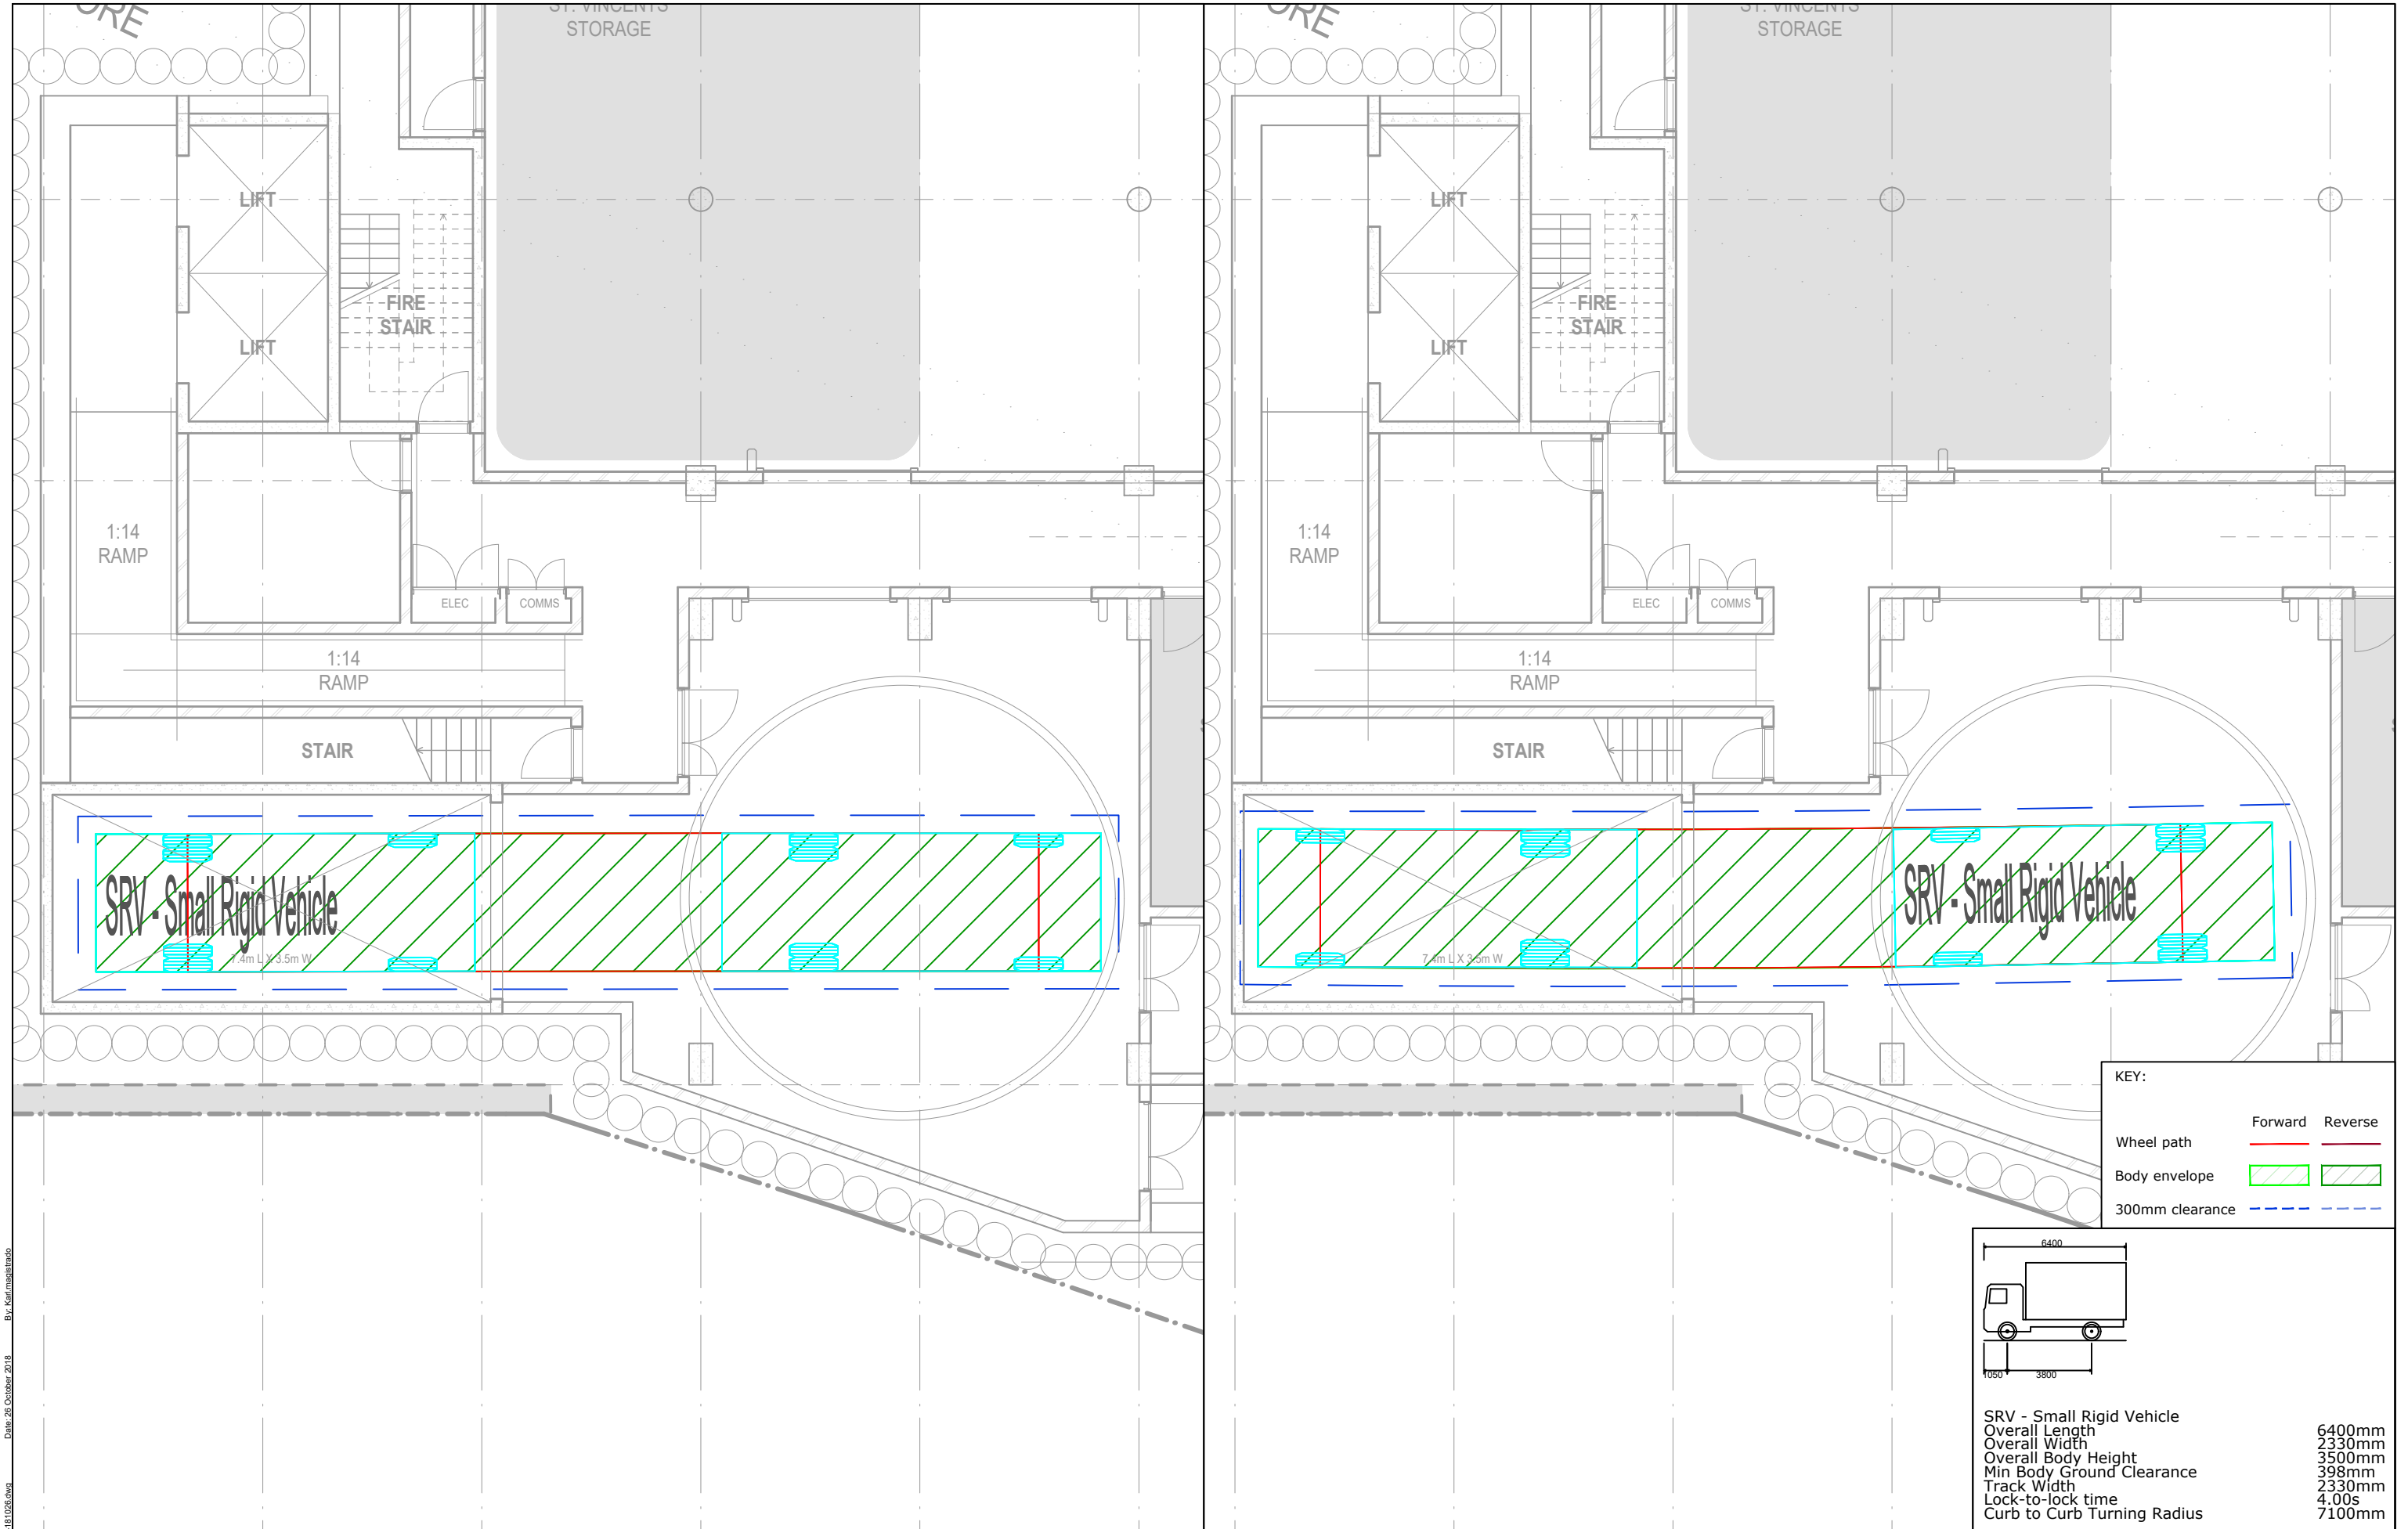 ORE
ST. VINCENTS
STORAGE
LIFT
FIRE
STAIR
LIFT
1:14
RAMP
ELEC
COMMS
1:14
RAMP
STAIR
SRV - Small Rigid Vehicle
7.4m L X 3.5m W
ORE
ST. VINCENTS
STORAGE
LIFT
FIRE
STAIR
LIFT
1:14
RAMP
ELEC
COMMS
1:14
RAMP
STAIR
SRV - Small Rigid Vehicle
7.4m L X 3.5m W
KEY:
Forward Reverse
Wheel path
Body envelope
300mm clearance
6400
1050 3800
SRV - Small Rigid Vehicle
Overall Length 6400mm
Overall Width 2330mm
Overall Body Height 3500mm
Min Body Ground Clearance 398mm
Track Width 2330mm
Lock-to-lock time 4.00s
Curb to Curb Turning Radius 7100mm
181026.dwg Date: 26 October 2018 By: Karl.magistrado